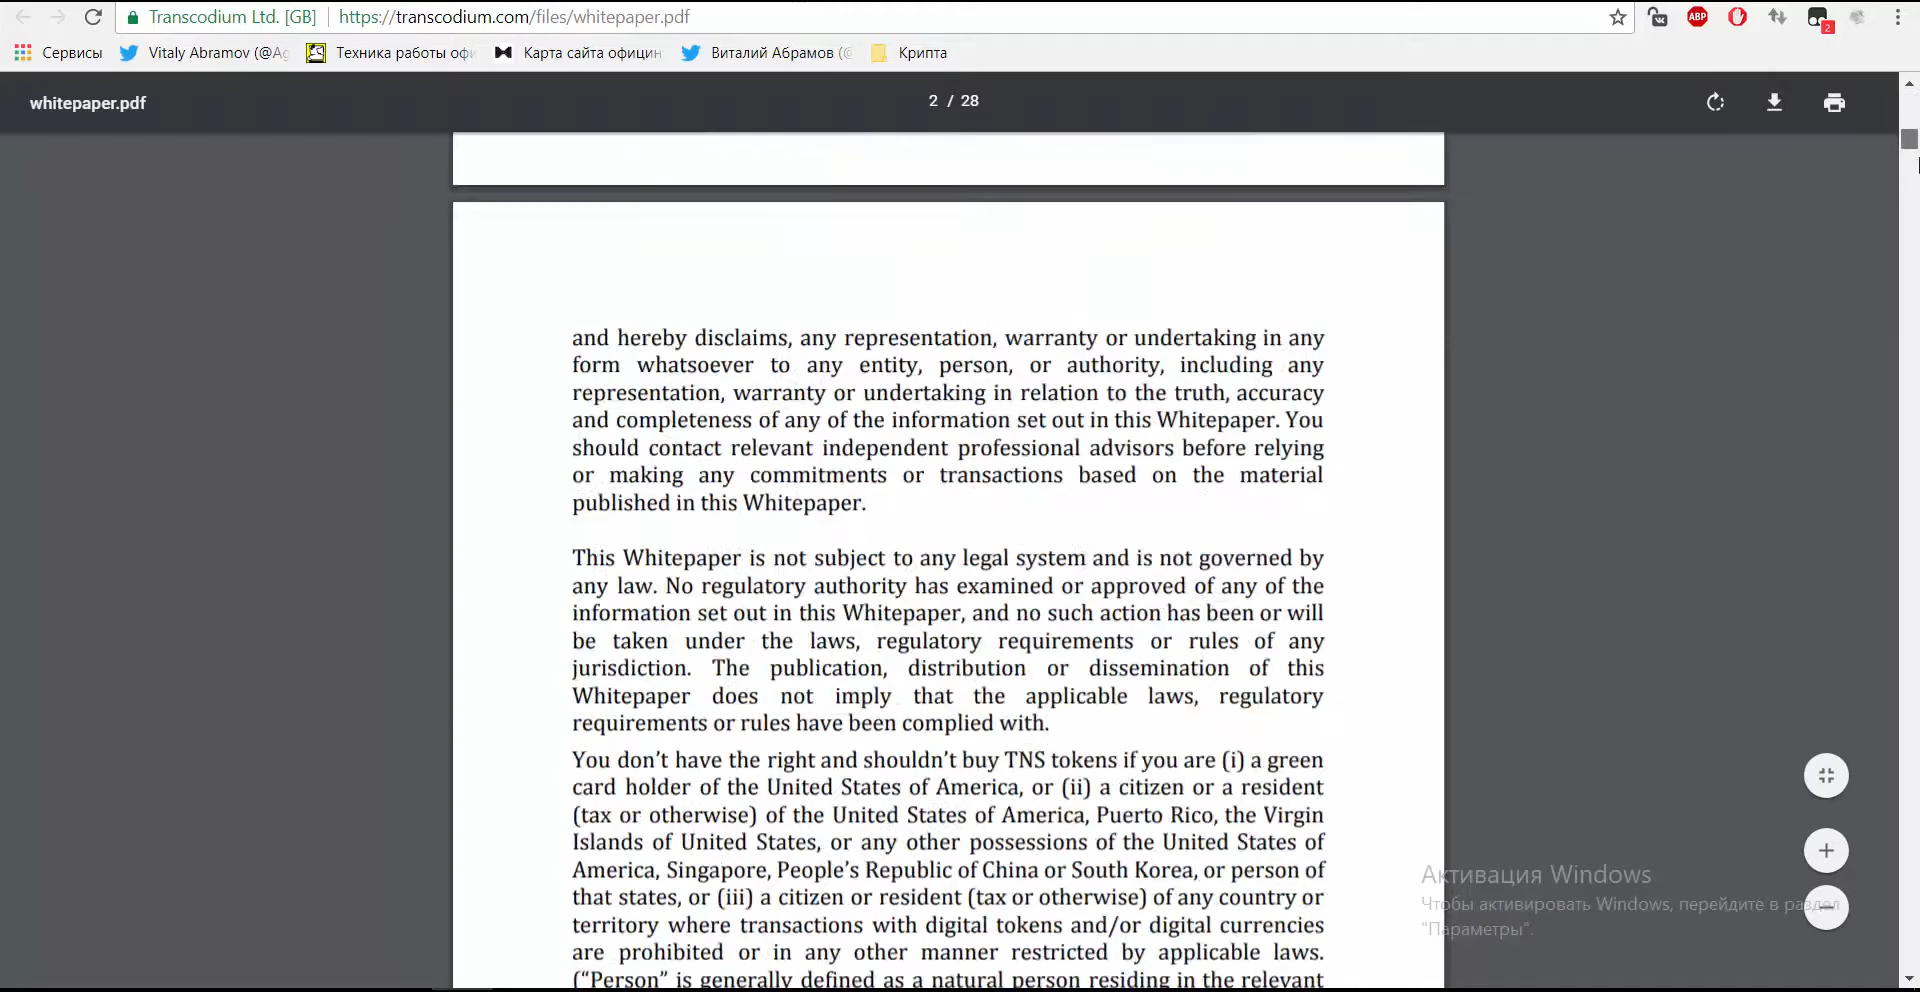 Transcodium Ltd. [GB] https://transcodium.com/files/whitepaper.pdf
ABP
2
Сервисы Vitaly Abramov (@Ag Техника работы офи Карта сайта официн Виталий Абрамов (@ Крипта
whitepaper.pdf
2 / 28
and hereby disclaims, any representation, warranty or undertaking in any
form whatsoever to any entity, person, or authority, including any
representation, warranty or undertaking in relation to the truth, accuracy
and completeness of any of the information set out in this Whitepaper. You
should contact relevant independent professional advisors before relying
or making any commitments or transactions based on the material
published in this Whitepaper.
This Whitepaper is not subject to any legal system and is not governed by
any law. No regulatory authority has examined or approved of any of the
information set out in this Whitepaper, and no such action has been or will
be taken under the laws, regulatory requirements or rules of any
jurisdiction. The publication, distribution or dissemination of this
Whitepaper does not imply that the applicable laws, regulatory
requirements or rules have been complied with.
You don’t have the right and shouldn’t buy TNS tokens if you are (i) a green
card holder of the United States of America, or (ii) a citizen or a resident
(tax or otherwise) of the United States of America, Puerto Rico, the Virgin
Islands of United States, or any other possessions of the United States of
America, Singapore, People’s Republic of China or South Korea, or person of
that states, or (iii) a citizen or resident (tax or otherwise) of any country or
territory where transactions with digital tokens and/or digital currencies
are prohibited or in any other manner restricted by applicable laws.
(“Person” is generally defined as a natural person residing in the relevant
Активация Windows
Чтобы активировать Windows, перейдите в раздел
"Параметры".